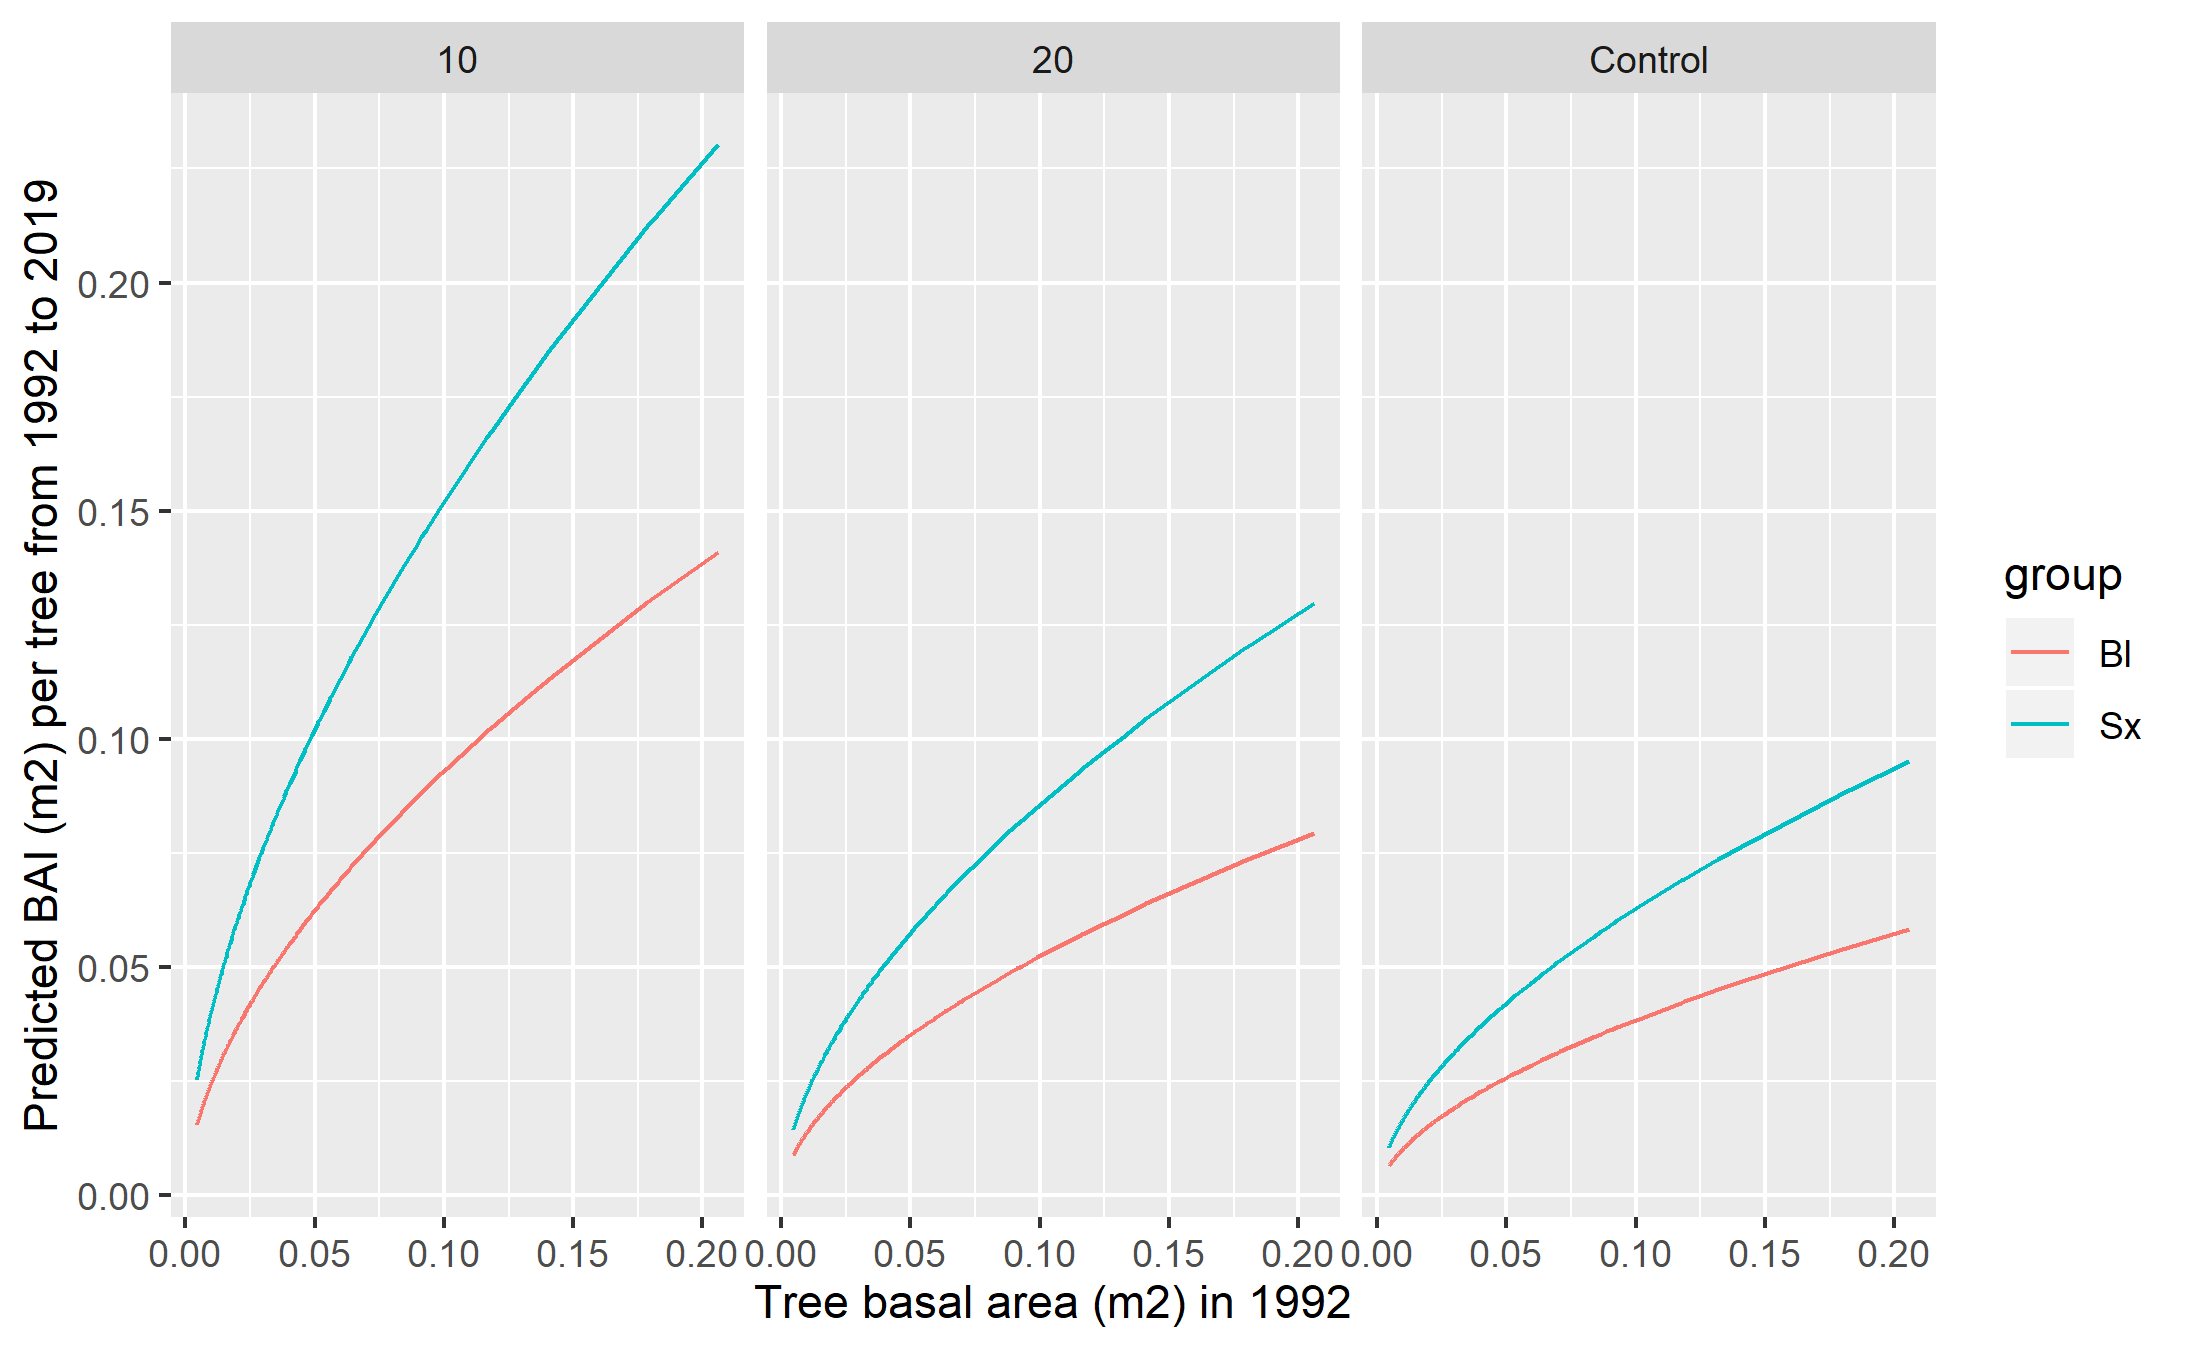 10
20
Control
Predicted BAI (m2) per tree from 1992 to 2019
0.20
0.15
0.10
0.05
0.00
0.00 0.05 0.10 0.15 0.20
0.00 0.05 0.10 0.15 0.20
0.00 0.05 0.10 0.15 0.20
Tree basal area (m2) in 1992
group
Bl
Sx